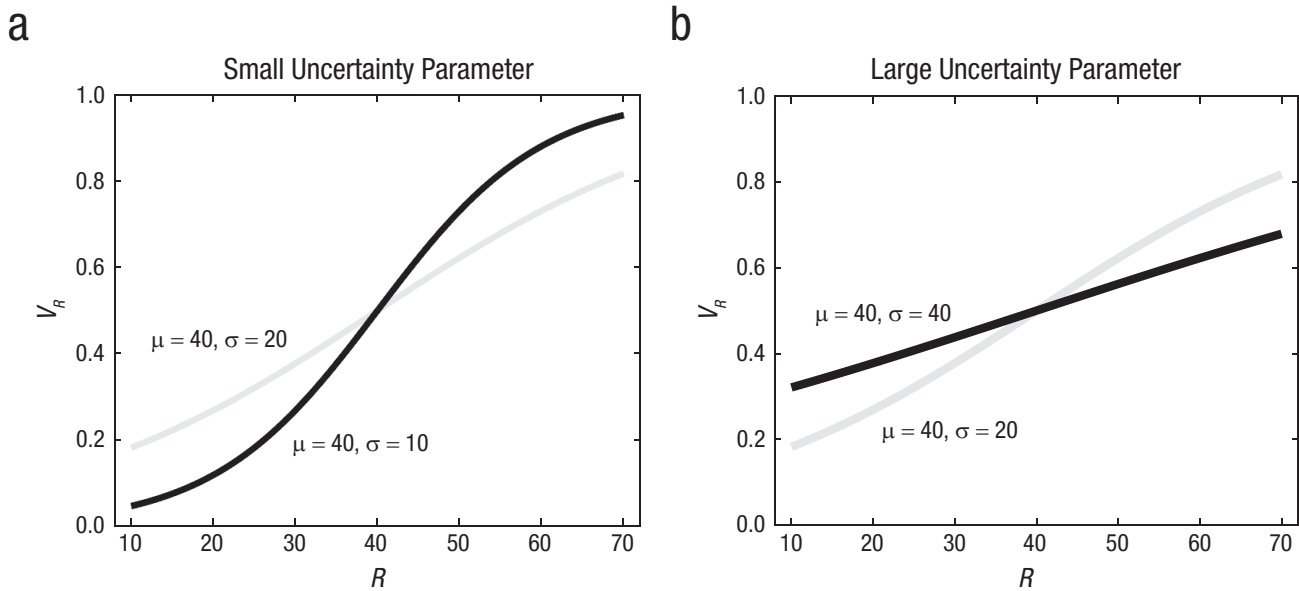 a
Small Uncertainty Parameter
1.0
0.8
0.6
0.4
0.2
0.0
V_R
μ = 40, σ = 20
μ = 40, σ = 10
10 20 30 40 50 60 70
R
b
Large Uncertainty Parameter
1.0
0.8
0.6
0.4
0.2
0.0
V_R
μ = 40, σ = 40
μ = 40, σ = 20
10 20 30 40 50 60 70
R